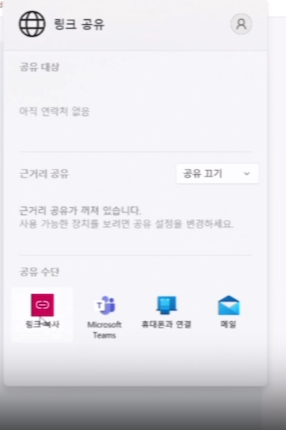 링크 공유
공유 대상
아직 연락처 없음
근거리 공유
공유 끄기
근거리 공유가 꺼져 있습니다.
사용 가능한 장치를 보려면 공유 설정을 변경하세요.
공유 수단
링크 복사
Microsoft Teams
휴대폰과 연결
메일